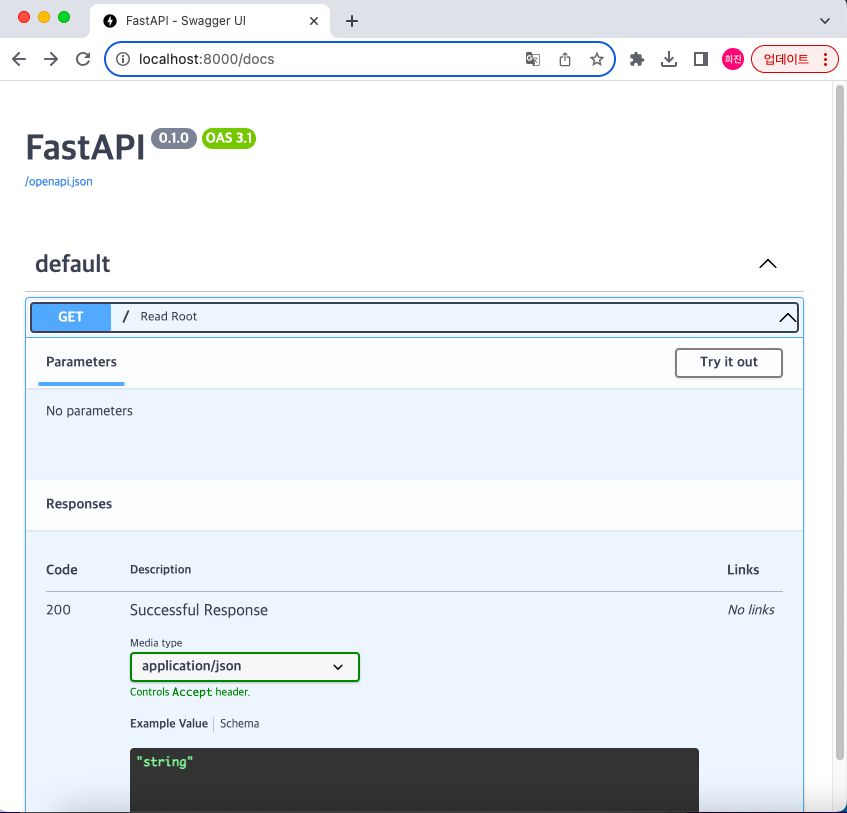 FastAPI - Swagger UI
localhost:8000/docs
희진
업데이트
FastAPI 0.1.0 OAS 3.1
/openapi.json
default
GET / Read Root
Parameters Try it out
No parameters
Responses
Code Description Links
200 Successful Response No links
Media type
application/json
Controls Accept header.
Example Value Schema
"string"